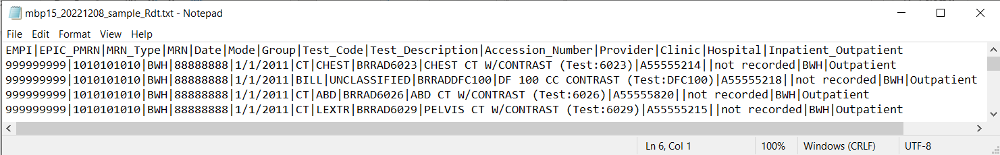 mbp15_20221208_sample_Rdt.txt - Notepad
File Edit Format View Help
EMPI|EPIC_PMRN|MRN_Type|MRN|Date|Mode|Group|Test_Code|Test_Description|Accession_Number|Provider|Clinic|Hospital|Inpatient_Outpatient
999999999|1010101010|BWH|88888888|1/1/2011|CT|CHEST|BRRAD6023|CHEST CT W/CONTRAST (Test:6023)|A55555214||not recorded|BWH|Outpatient
999999999|1010101010|BWH|88888888|1/1/2011|BILL|UNCLASSIFIED|BRRADDFC100|DF 100 CC CONTRAST (Test:DFC100)|A55555218||not recorded|BWH|Outpatient
999999999|1010101010|BWH|88888888|1/1/2011|CT|ABD|BRRAD6026|ABD CT W/CONTRAST (Test:6026)|A55555820||not recorded|BWH|Outpatient
999999999|1010101010|BWH|88888888|1/1/2011|CT|LEXTR|BRRAD6029|PELVIS CT W/CONTRAST (Test:6029)|A55555215||not recorded|BWH|Outpatient
Ln 6, Col 1 100% Windows (CRLF) UTF-8